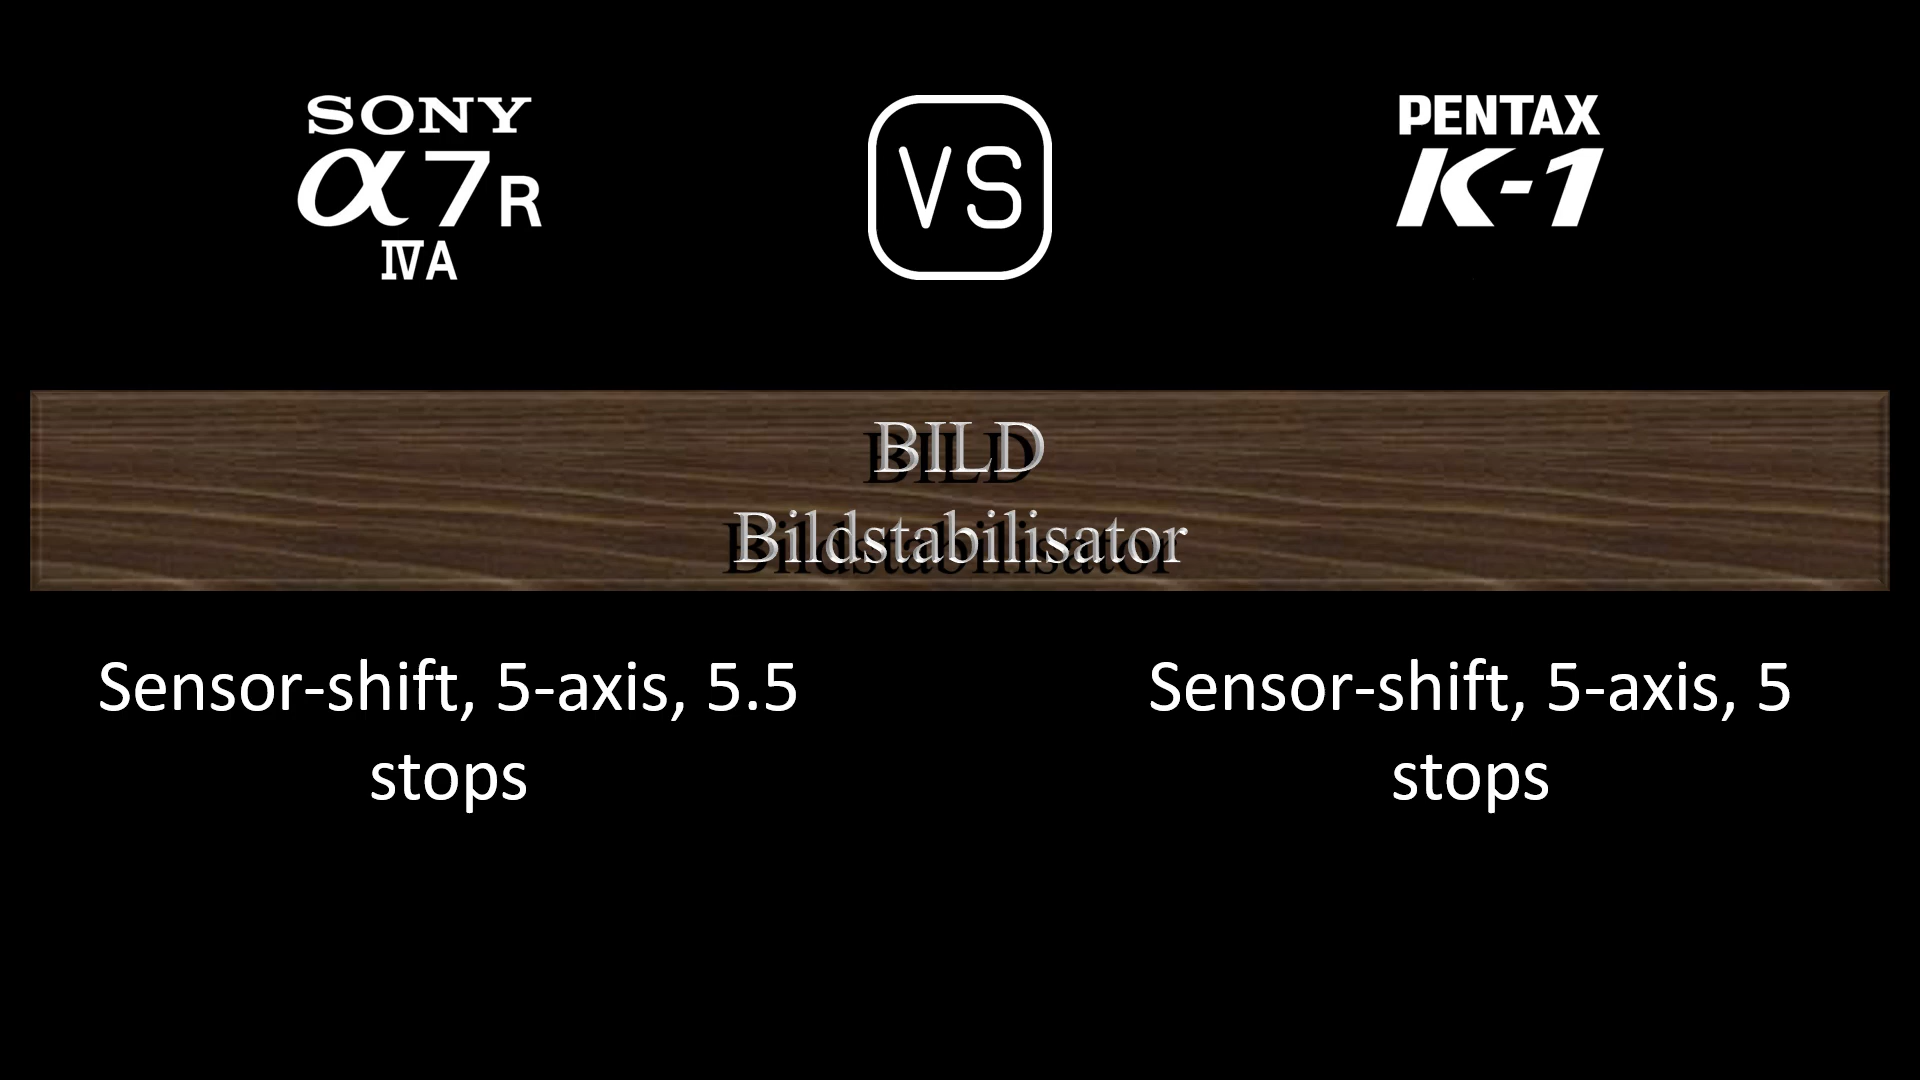 SONY
α7R
IVA
VS
PENTAX
K-1
BILD
Bildstabilisator
Sensor-shift, 5-axis, 5.5
stops
Sensor-shift, 5-axis, 5
stops